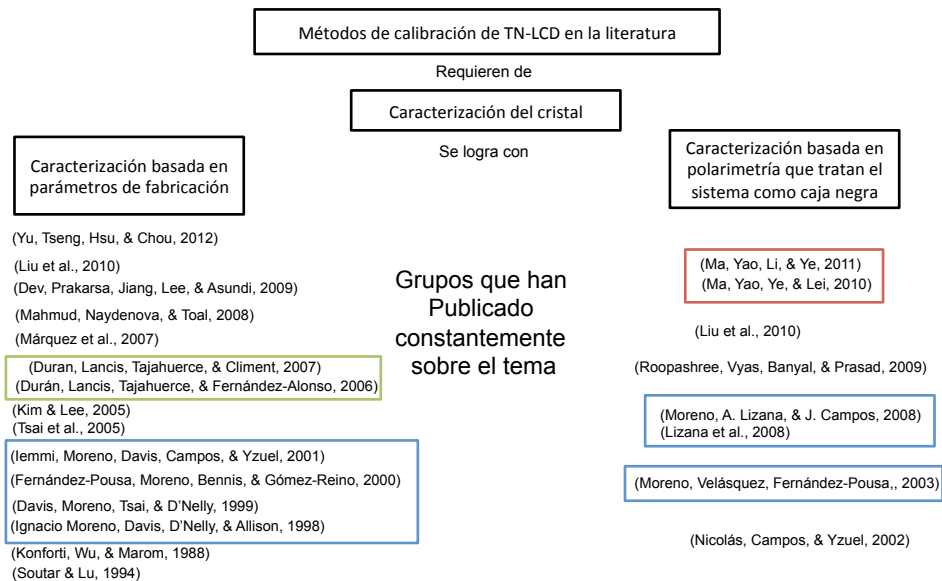 Métodos de calibración de TN-LCD en la literatura
Requieren de
Caracterización del cristal
Se logra con
Caracterización basada en
parámetros de fabricación
(Yu, Tseng, Hsu, & Chou, 2012)
(Liu et al., 2010)
(Dev, Prakarsa, Jiang, Lee, & Asundi, 2009)
(Mahmud, Naydenova, & Toal, 2008)
(Márquez et al., 2007)
(Duran, Lancis, Tajahuerce, & Climent, 2007)
(Durán, Lancis, Tajahuerce, & Fernández-Alonso, 2006)
(Kim & Lee, 2005)
(Tsai et al., 2005)
(Iemmi, Moreno, Davis, Campos, & Yzuel, 2001)
(Fernández-Pousa, Moreno, Bennis, & Gómez-Reino, 2000)
(Davis, Moreno, Tsai, & D’Nelly, 1999)
(Ignacio Moreno, Davis, D’Nelly, & Allison, 1998)
(Konforti, Wu, & Marom, 1988)
(Soutar & Lu, 1994)
Grupos que han
Publicado
constantemente
sobre el tema
Caracterización basada en
polarimetría que tratan el
sistema como caja negra
(Ma, Yao, Li, & Ye, 2011)
(Ma, Yao, Ye, & Lei, 2010)
(Liu et al., 2010)
(Roopashree, Vyas, Banyal, & Prasad, 2009)
(Moreno, A. Lizana, & J. Campos, 2008)
(Lizana et al., 2008)
(Moreno, Velásquez, Fernández-Pousa,, 2003)
(Nicolás, Campos, & Yzuel, 2002)